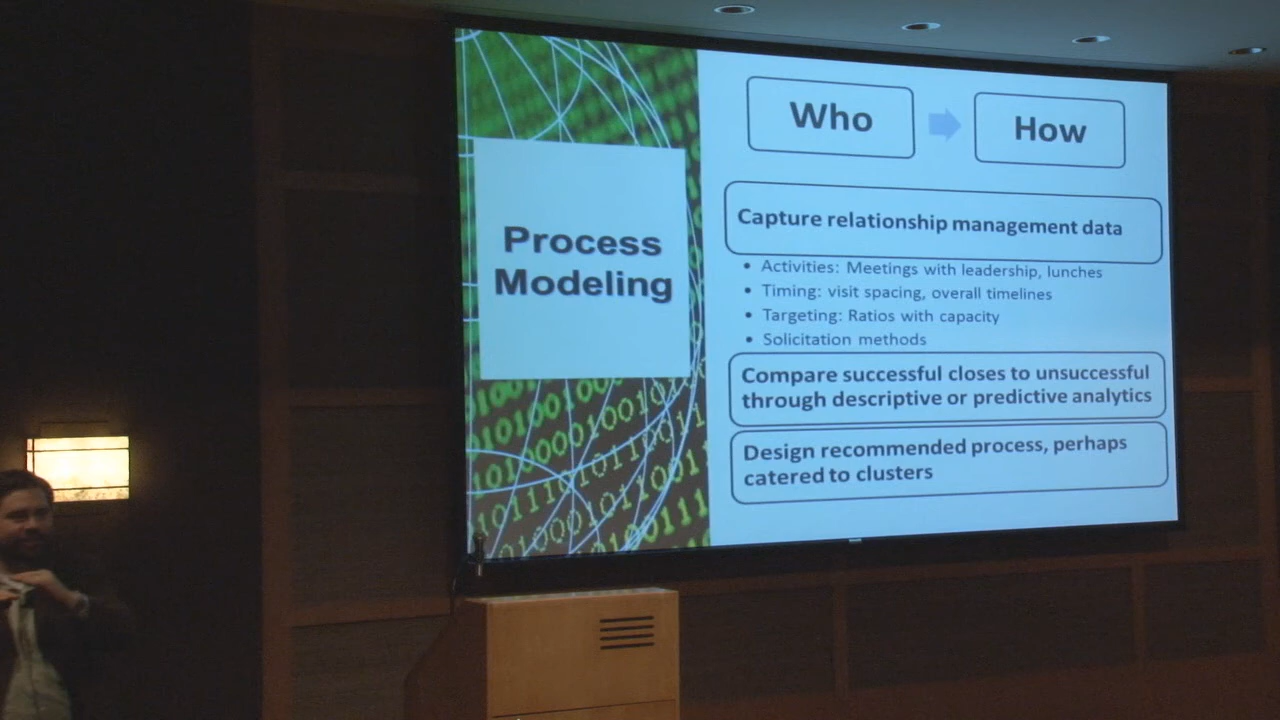 Process
Modeling
Who
How
Capture relationship management data
• Activities: Meetings with leadership, lunches
• Timing: visit spacing, overall timelines
• Targeting: Ratios with capacity
• Solicitation methods
Compare successful closes to unsuccessful
through descriptive or predictive analytics
Design recommended process, perhaps
catered to clusters